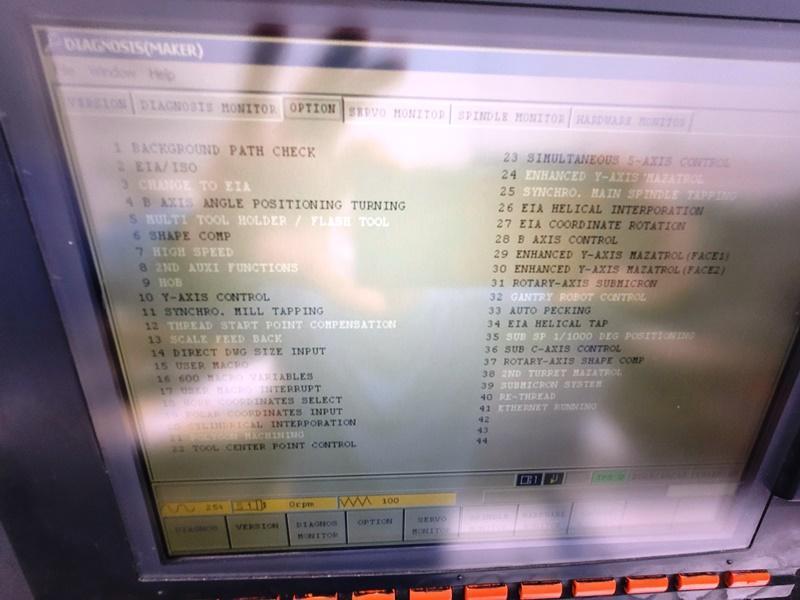 DIAGNOSIS(MAKER)
Window Help
VERSION DIAGNOSIS MONITOR OPTION SERVO MONITOR SPINDLE MONITOR HARDWARE MONITOR
1 BACKGROUND PATH CHECK
2 EIA/ISO
3 CHANGE TO EIA
4 B AXIS ANGLE POSITIONING TURNING
5 MULTI TOOL HOLDER / FLASH TOOL
6 SHAPE COMP
7 HIGH SPEED
8 2ND AUXI FUNCTIONS
9 HOB
10 Y-AXIS CONTROL
11 SYNCHRO. MILL TAPPING
12 THREAD START POINT COMPENSATION
13 SCALE FEED BACK
14 DIRECT DWG SIZE INPUT
15 USER MACRO
16 600 MACRO VARIABLES
17 USER MACRO INTERRUPT
18 WORK COORDINATES SELECT
19 POLAR COORDINATES INPUT
20 CYLINDRICAL INTERPORATION
21 POLYGON MACHINING
22 TOOL CENTER POINT CONTROL
23 SIMULTANEOUS 5-AXIS CONTROL
24 ENHANCED Y-AXIS MAZATROL
25 SYNCHRO. MAIN SPINDLE TAPPING
26 EIA HELICAL INTERPORATION
27 EIA COORDINATE ROTATION
28 B AXIS CONTROL
29 ENHANCED Y-AXIS MAZATROL(FACE1)
30 ENHANCED Y-AXIS MAZATROL(FACE2)
31 ROTARY-AXIS SUBMICRON
32 GANTRY ROBOT CONTROL
33 AUTO PECKING
34 EIA HELICAL TAP
35 SUB SP 1/1000 DEG POSITIONING
36 SUB C-AXIS CONTROL
37 ROTARY-AXIS SHAPE COMP
38 2ND TURRET MAZATROL
39 SUBMICRON SYSTEM
40 RE-THREAD
41 ETHERNET RUNNING
42
43
44
254 0rpm 100
DIAGNOS VERSION DIAGNOS MONITOR OPTION SERVO MONITOR